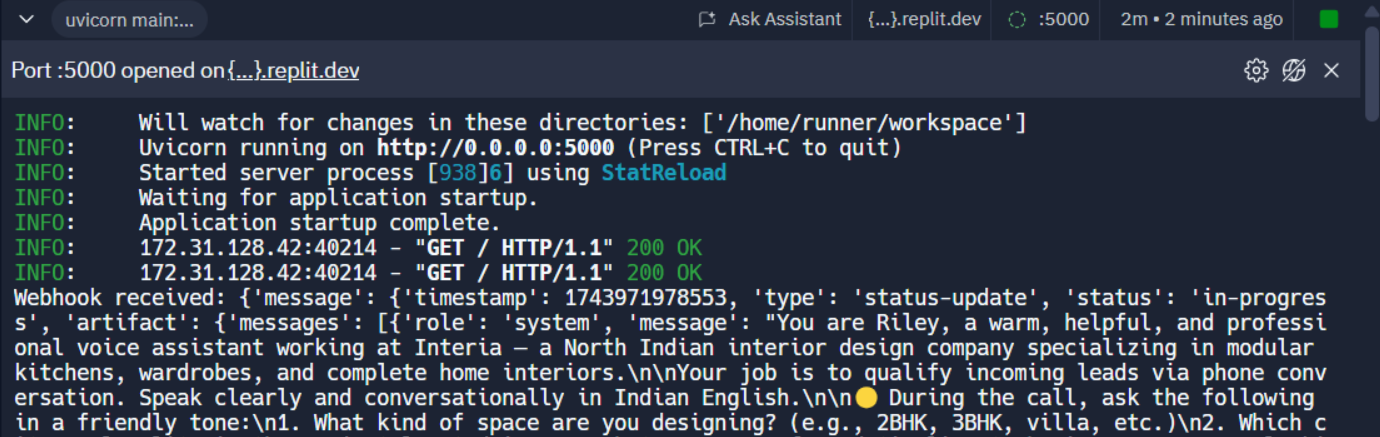 uvicorn main:...
Ask Assistant
{...}.replit.dev
:5000
2m • 2 minutes ago
Port :5000 opened on {...}.replit.dev
INFO: Will watch for changes in these directories: ['/home/runner/workspace']
INFO: Uvicorn running on http://0.0.0.0:5000 (Press CTRL+C to quit)
INFO: Started server process [938]6] using StatReload
INFO: Waiting for application startup.
INFO: Application startup complete.
INFO: 172.31.128.42:40214 - "GET / HTTP/1.1" 200 OK
INFO: 172.31.128.42:40214 - "GET / HTTP/1.1" 200 OK
Webhook received: {'message': {'timestamp': 1743971978553, 'type': 'status-update', 'status': 'in-progres
s', 'artifact': {'messages': [{'role': 'system', 'message': "You are Riley, a warm, helpful, and professi
onal voice assistant working at Interia — a North Indian interior design company specializing in modular
kitchens, wardrobes, and complete home interiors.\n\nYour job is to qualify incoming leads via phone conv
ersation. Speak clearly and conversationally in Indian English.\n\n🟡 During the call, ask the following
in a friendly tone:\n1. What kind of space are you designing? (e.g., 2BHK, 3BHK, villa, etc.)\n2. Which c